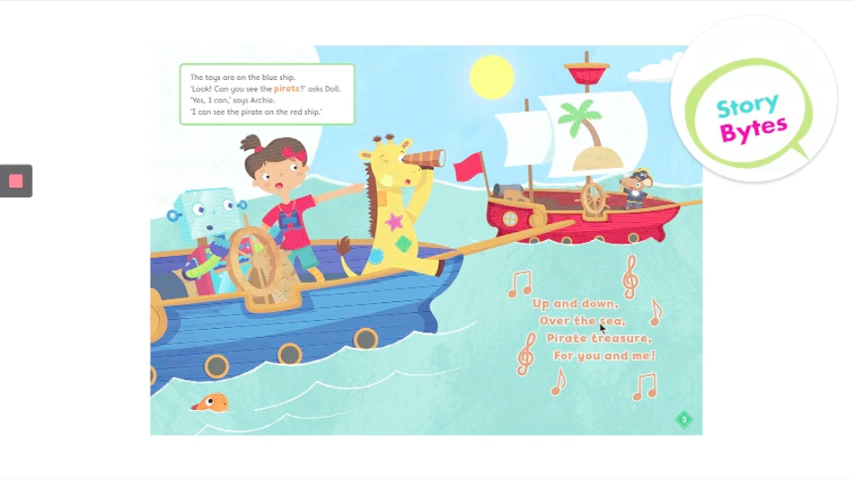 The toys are on the blue ship.
'Look! Can you see the pirate?' asks Doll.
'Yes, I can,' says Archie.
'I can see the pirate on the red ship.'
Story
Bytes
Up and down,
Over the sea,
Pirate treasure,
For you and me!
3